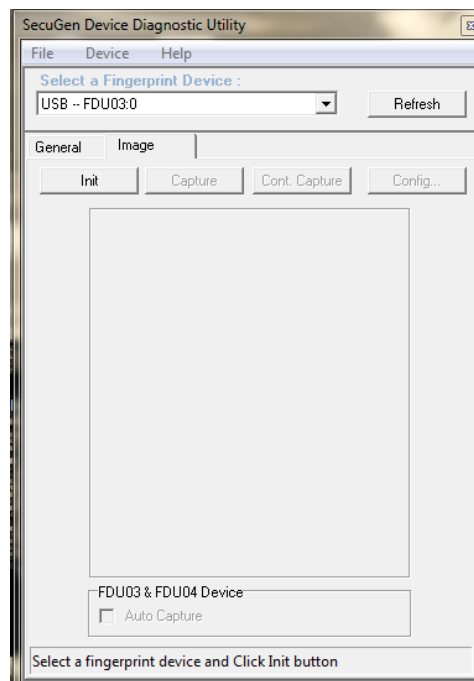 SecuGen Device Diagnostic Utility
File Device Help
Select a Fingerprint Device :
USB -- FDU03:0 Refresh
General Image
Init Capture Cont. Capture Config...
FDU03 & FDU04 Device
Auto Capture
Select a fingerprint device and Click Init button